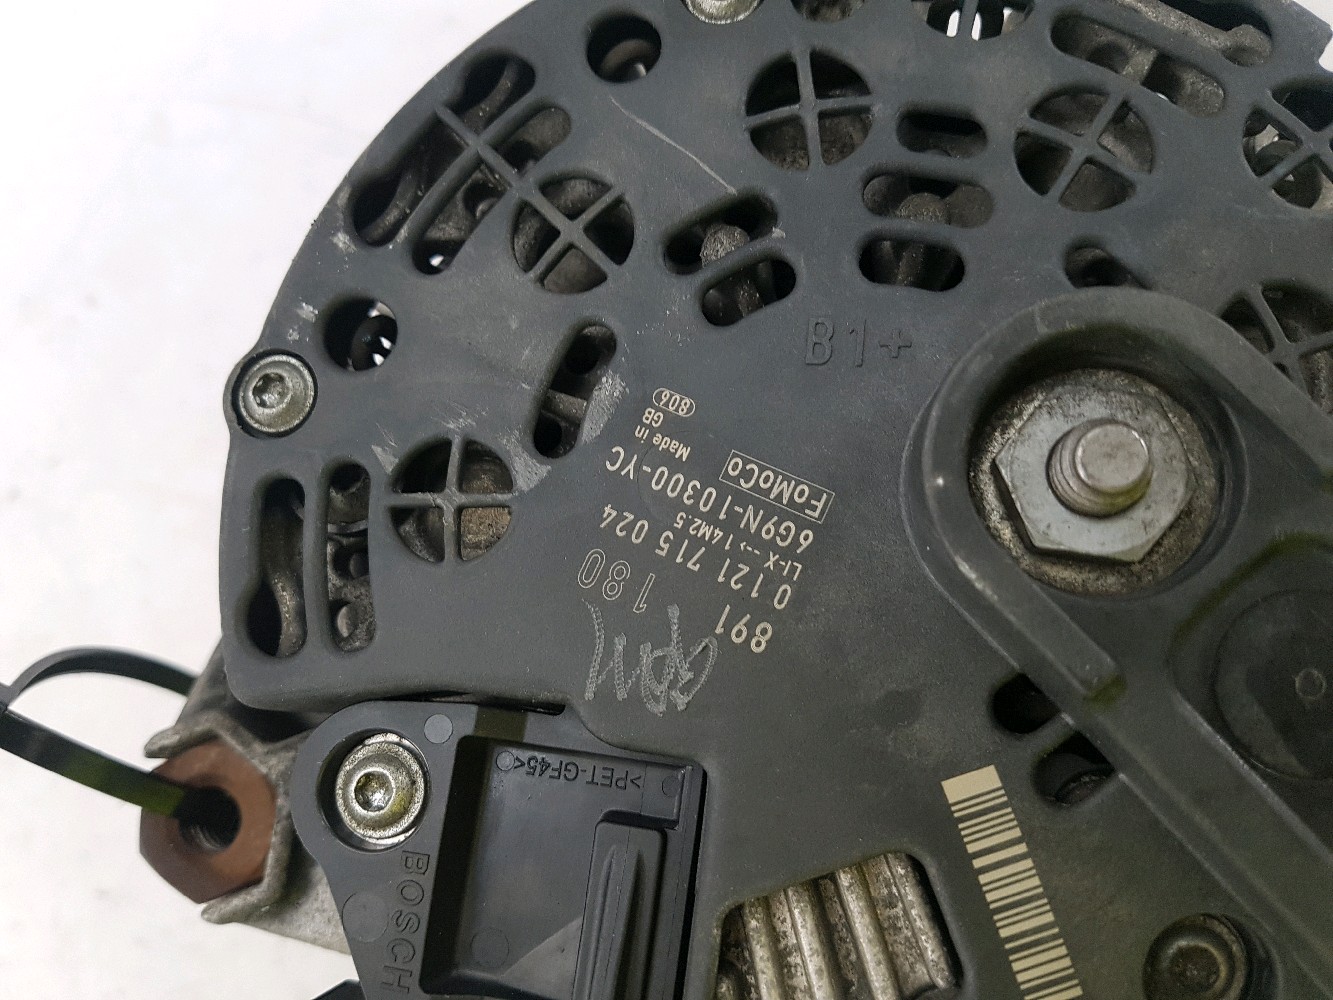 B1+
806
Made in
GB
FoMoCo
6G9N-10300-YC
LI-X-->14M2.5
0 121 715 024
891
180
>PET-GF45<
BOSCH